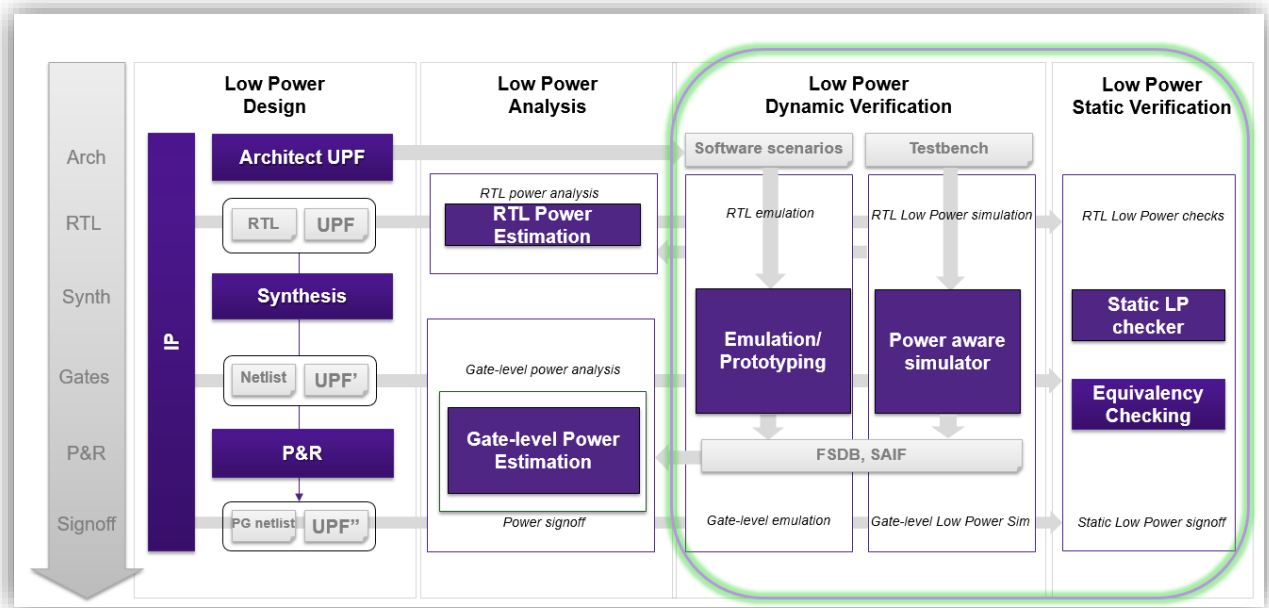 Low Power
Design
Low Power
Analysis
Low Power
Dynamic Verification
Low Power
Static Verification
Arch
Architect UPF
Software scenarios
Testbench
RTL
RTL
UPF
RTL power analysis
RTL Power
Estimation
RTL emulation
RTL Low Power simulation
RTL Low Power checks
Synth
IP
Synthesis
Emulation/
Prototyping
Power aware
simulator
Static LP
checker
Gates
Netlist
UPF’
Gate-level power analysis
Equivalency
Checking
P&R
P&R
Gate-level Power
Estimation
FSDB, SAIF
Signoff
PG netlist
UPF”
Power signoff
Gate-level emulation
Gate-level Low Power Sim
Static Low Power signoff